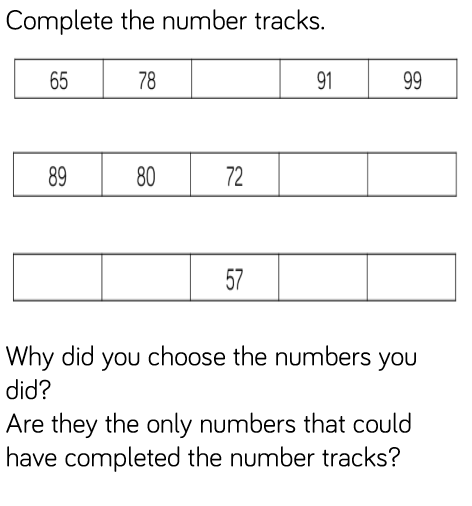 Complete the number tracks.
65 78 91 99
89 80 72
57
Why did you choose the numbers you
did?
Are they the only numbers that could
have completed the number tracks?